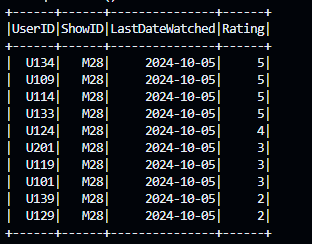 +------+------+---------------+------+
|UserID|ShowID|LastDateWatched|Rating|
+------+------+---------------+------+
|  U134|   M28|     2024-10-05|     5|
|  U109|   M28|     2024-10-05|     5|
|  U114|   M28|     2024-10-05|     5|
|  U133|   M28|     2024-10-05|     5|
|  U124|   M28|     2024-10-05|     4|
|  U201|   M28|     2024-10-05|     3|
|  U119|   M28|     2024-10-05|     3|
|  U101|   M28|     2024-10-05|     3|
|  U139|   M28|     2024-10-05|     2|
|  U129|   M28|     2024-10-05|     2|
+------+------+---------------+------+